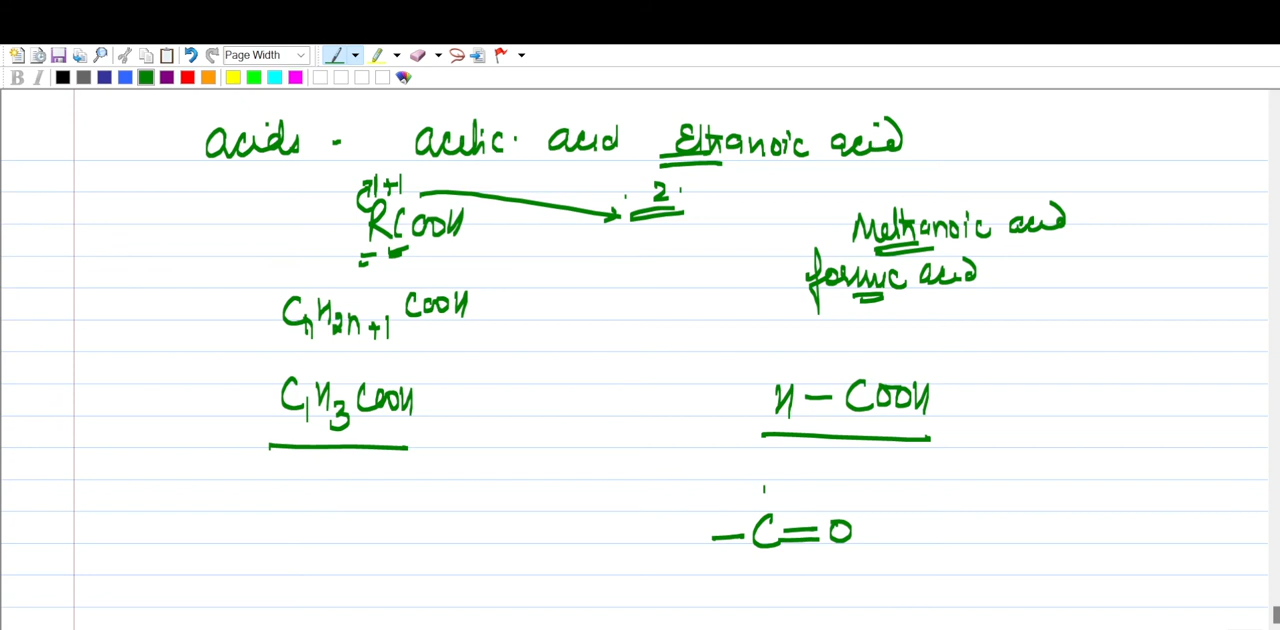 Page Width
B I
acids - acetic acid Ethanoic acid
1+1
2
RCOOH
Methanoic acid
formic acid
CnH2n+1 COOH
C1H3COOH
H - COOH
-C=O